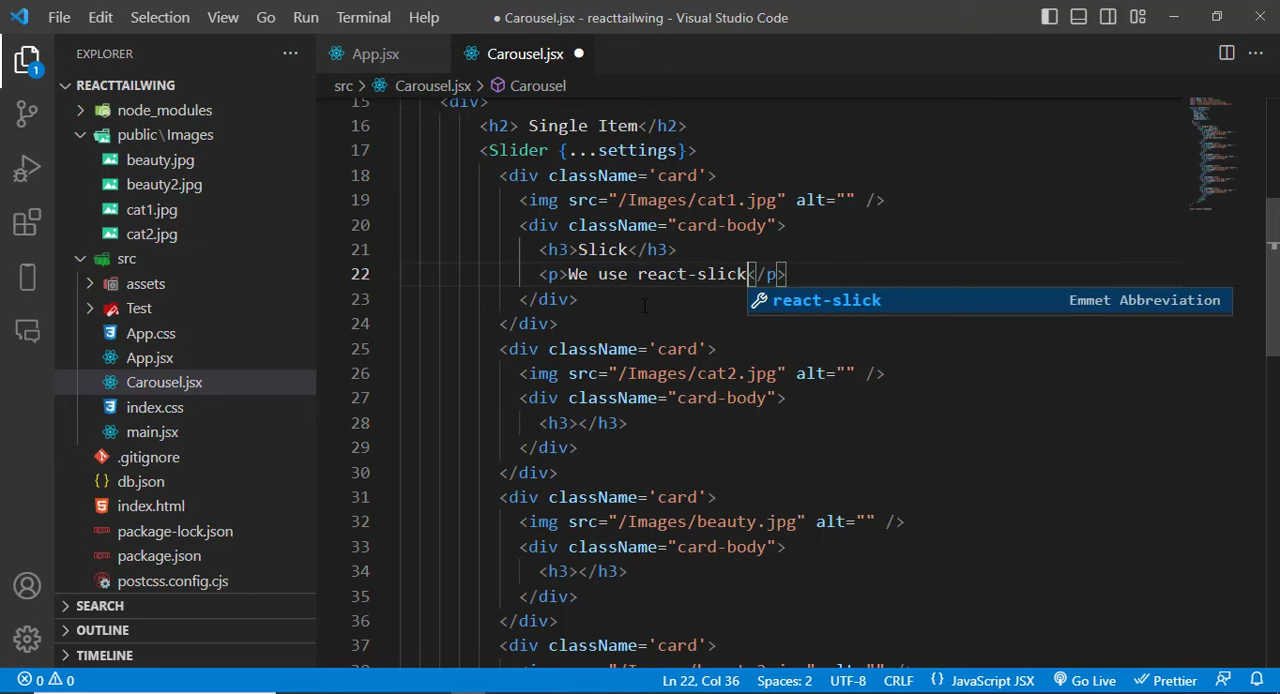 File Edit Selection View Go Run Terminal Help ● Carousel.jsx - reacttailwing - Visual Studio Code
EXPLORER
App.jsx
Carousel.jsx
REACTTAILWING
src > Carousel.jsx > Carousel
node_modules
public\Images
beauty.jpg
beauty2.jpg
cat1.jpg
cat2.jpg
src
assets
Test
App.css
App.jsx
Carousel.jsx
index.css
main.jsx
.gitignore
db.json
index.html
package-lock.json
package.json
postcss.config.cjs
SEARCH
OUTLINE
TIMELINE
1
15 <div>
16 <h2> Single Item</h2>
17 <Slider {...settings}>
18 <div className='card'>
19 <img src="/Images/cat1.jpg" alt="" />
20 <div className="card-body">
21 <h3>Slick</h3>
22 <p>We use react-slick</p>
react-slick Emmet Abbreviation
23 </div>
24 </div>
25 <div className='card'>
26 <img src="/Images/cat2.jpg" alt="" />
27 <div className="card-body">
28 <h3></h3>
29 </div>
30 </div>
31 <div className='card'>
32 <img src="/Images/beauty.jpg" alt="" />
33 <div className="card-body">
34 <h3></h3>
35 </div>
36 </div>
37 <div className='card'>
0 0 Ln 22, Col 36 Spaces: 2 UTF-8 CRLF {} JavaScript JSX Go Live Prettier